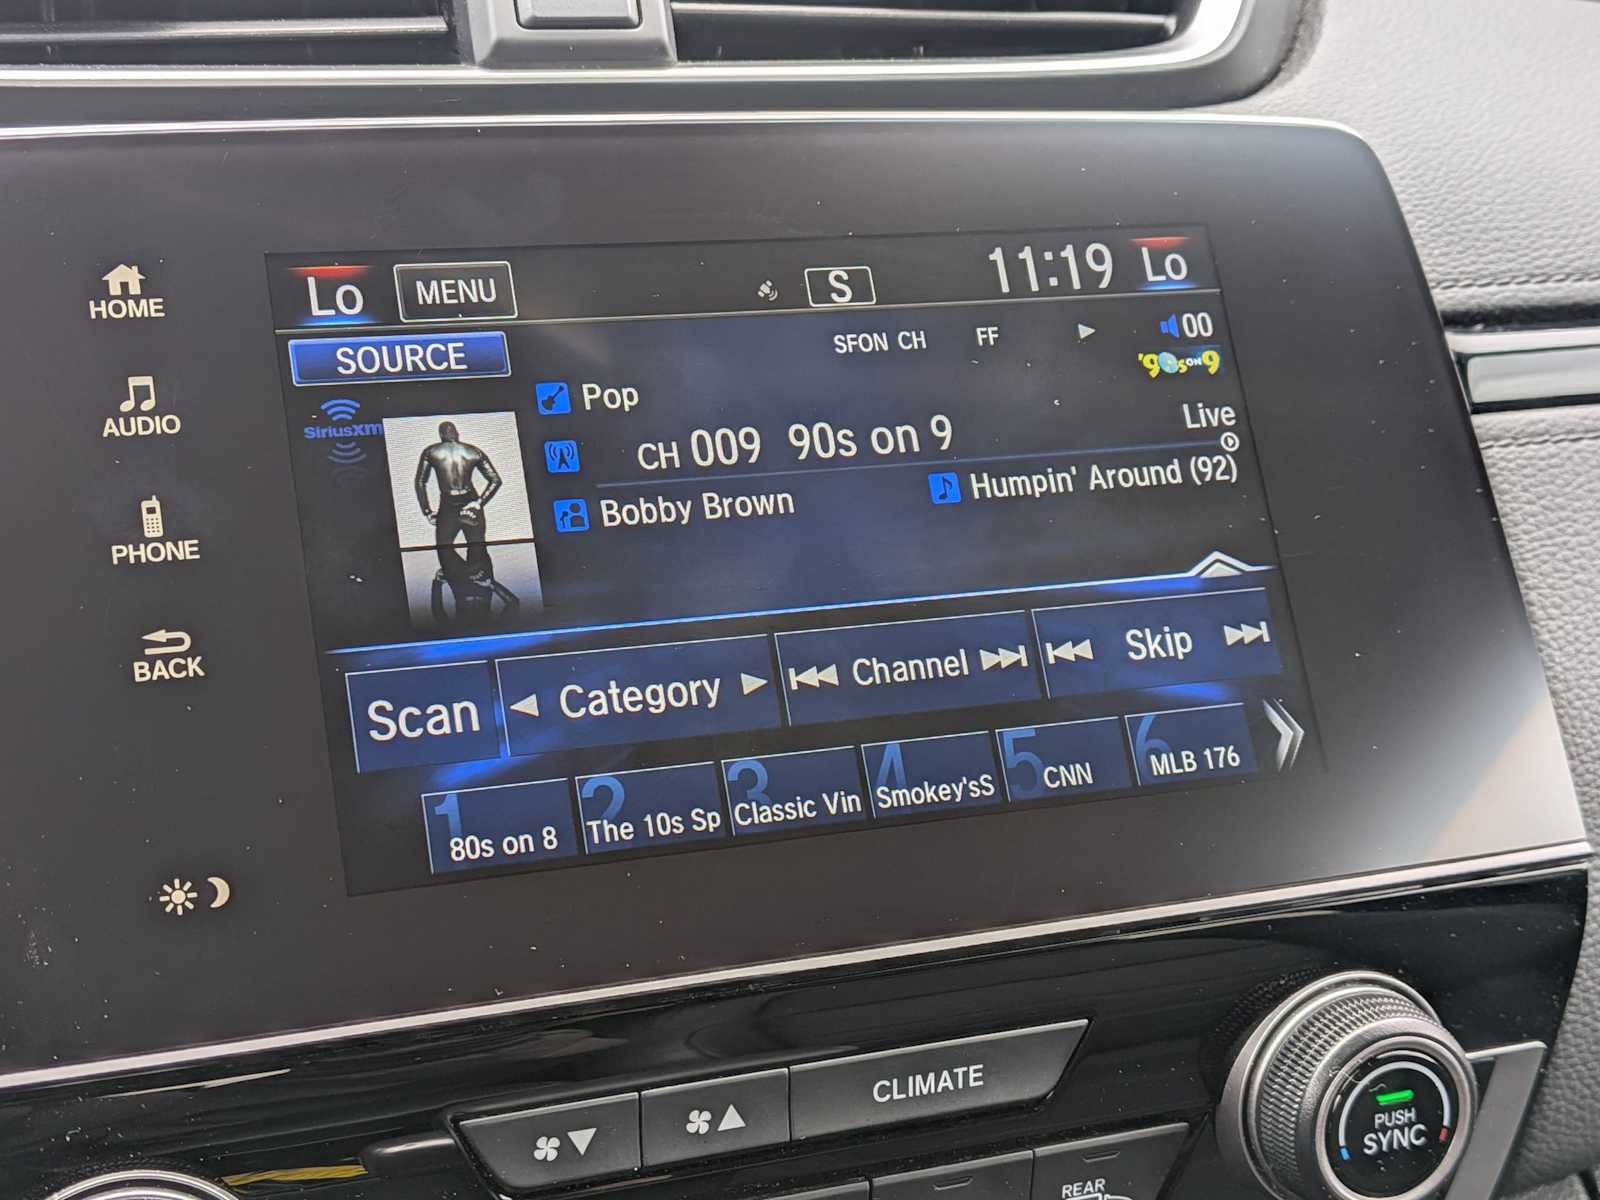 HOME
AUDIO
PHONE
BACK
Lo MENU S 11:19 Lo
SOURCE SFON CH FF 00
'90s ON 9
SiriusXm
Pop
Live
CH 009 90s on 9
Bobby Brown Humpin' Around (92)
Scan Category Channel Skip
1 80s on 8
2 The 10s Sp
3 Classic Vin
4 Smokey'sS
5 CNN
6 MLB 176
CLIMATE
PUSH
SYNC
REAR